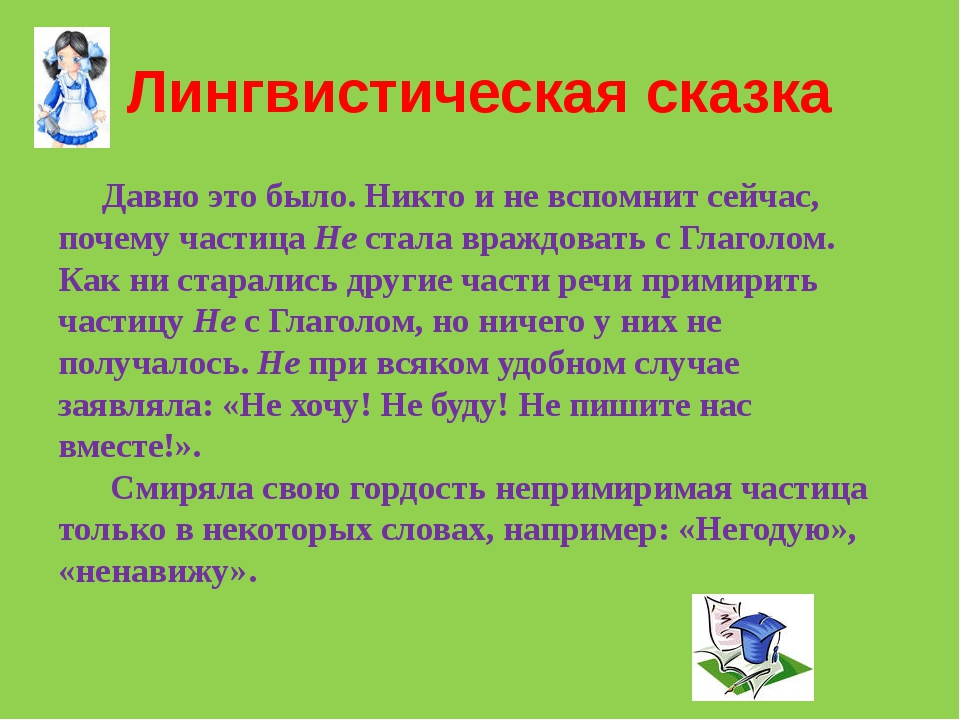 Лингвистическая сказка
Давно это было. Никто и не вспомнит сейчас,
почему частица Не стала враждовать с Глаголом.
Как ни старались другие части речи примирить
частицу Не с Глаголом, но ничего у них не
получалось. Не при всяком удобном случае
заявляла: «Не хочу! Не буду! Не пишите нас
вместе!».
Смиряла свою гордость непримиримая частица
только в некоторых словах, например: «Негодую»,
«ненавижу».